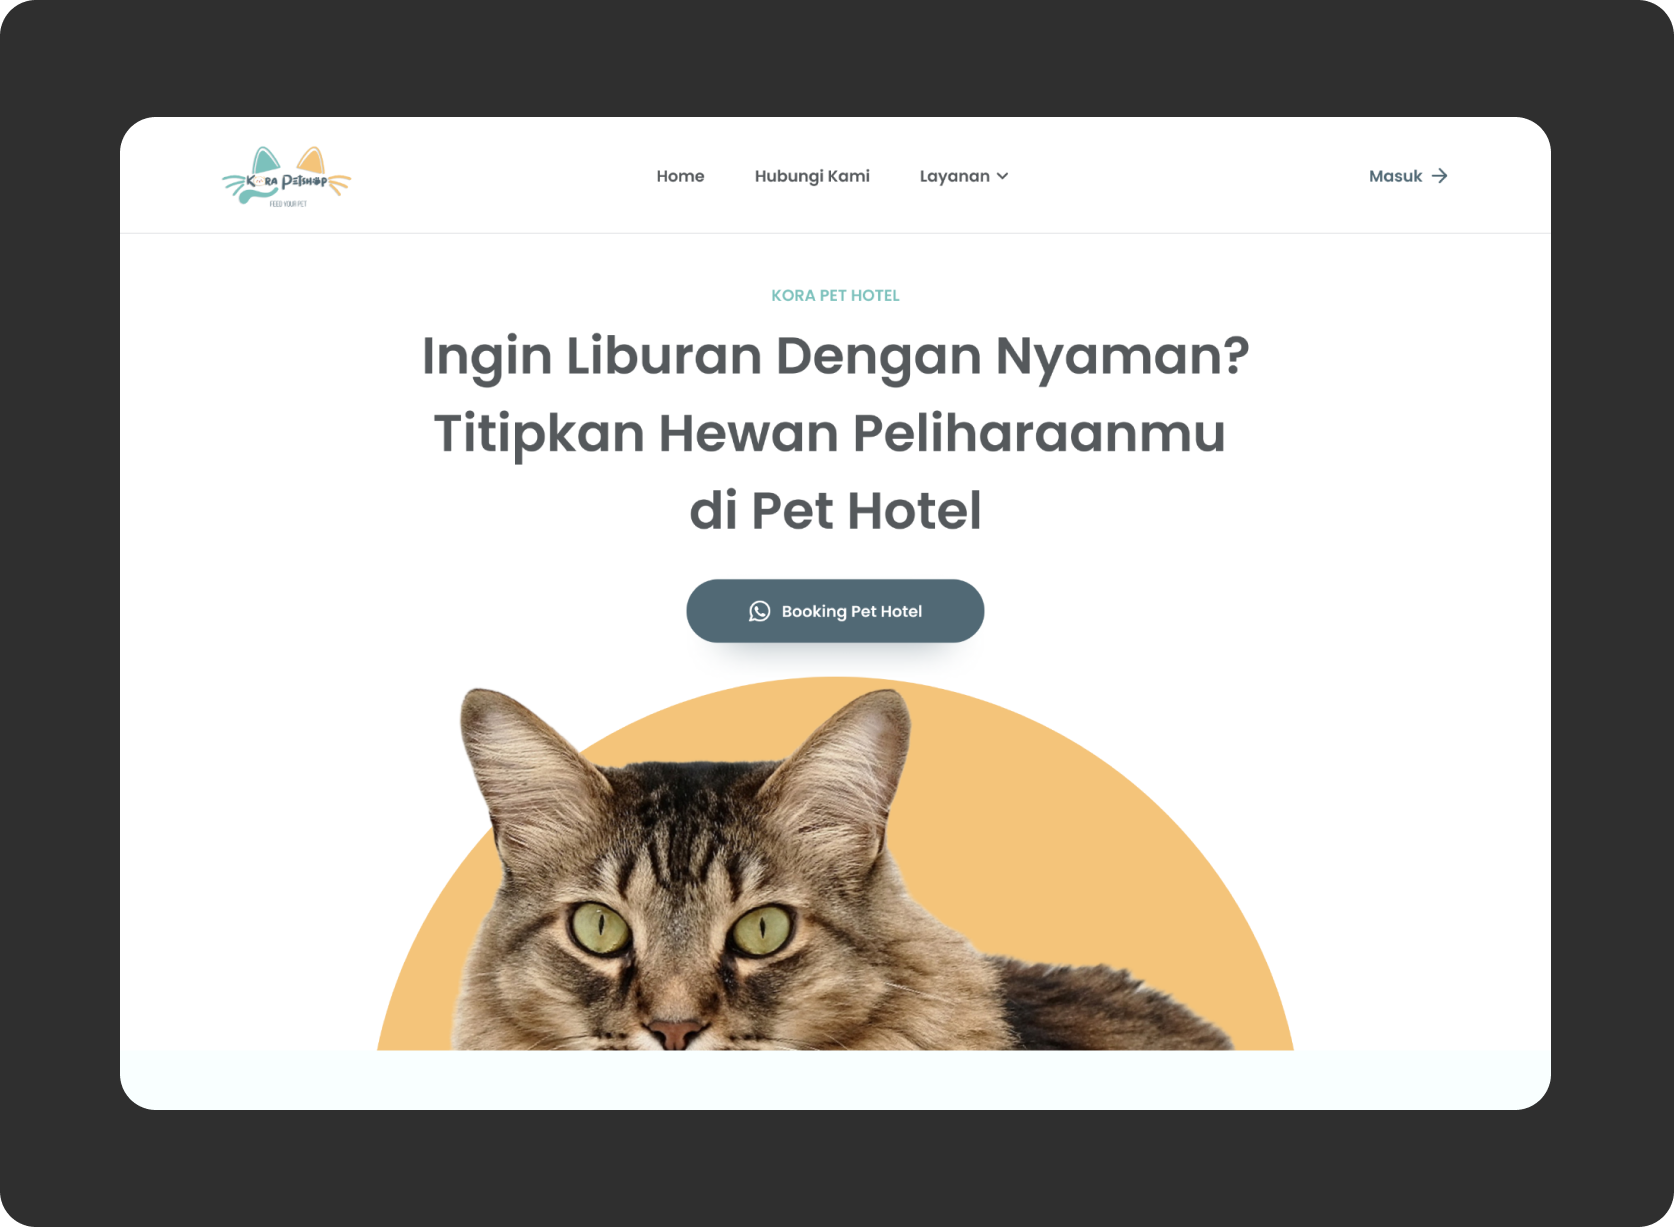 KORA PETSHOP
FEED YOUR PET
Home
Hubungi Kami
Layanan
Masuk
KORA PET HOTEL
Ingin Liburan Dengan Nyaman?
Titipkan Hewan Peliharaanmu
di Pet Hotel
Booking Pet Hotel